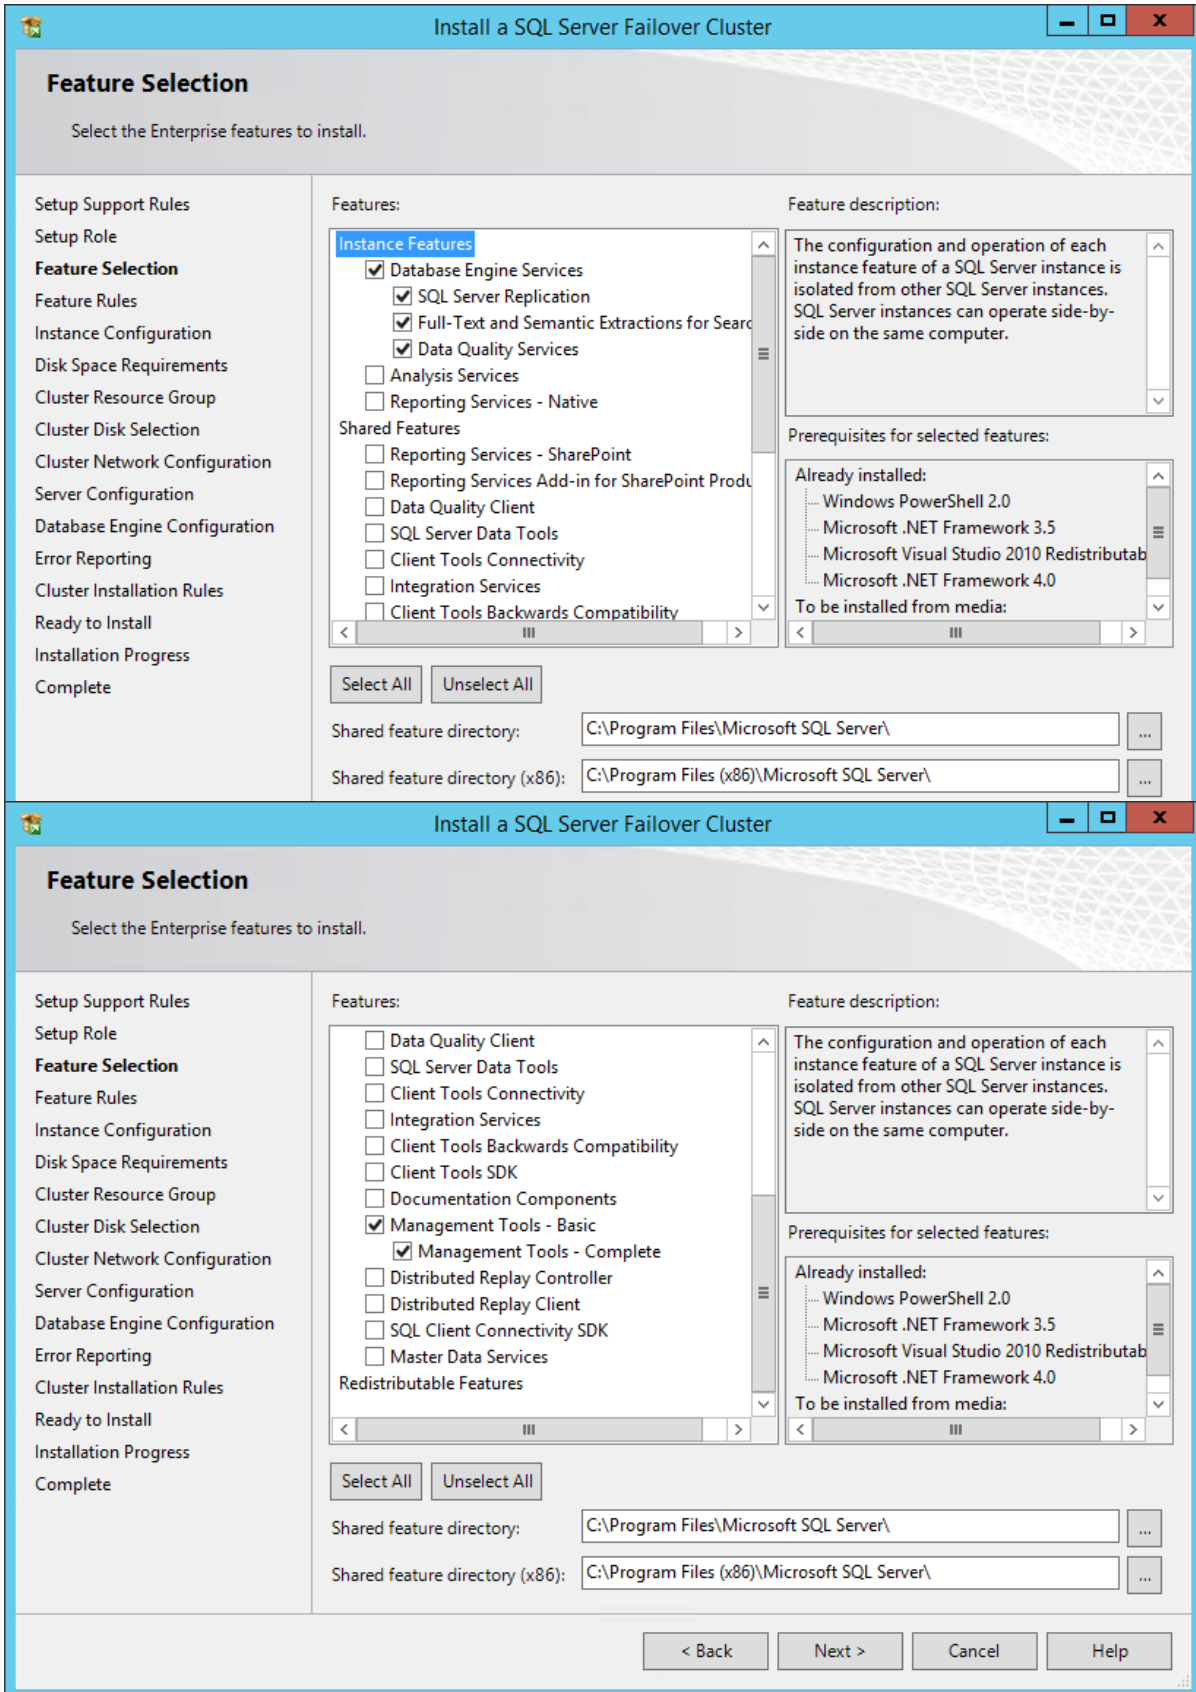 Install a SQL Server Failover Cluster
Feature Selection
Select the Enterprise features to install.
Setup Support Rules
Setup Role
Feature Selection
Feature Rules
Instance Configuration
Disk Space Requirements
Cluster Resource Group
Cluster Disk Selection
Cluster Network Configuration
Server Configuration
Database Engine Configuration
Error Reporting
Cluster Installation Rules
Ready to Install
Installation Progress
Complete
Features:
Instance Features
Database Engine Services
SQL Server Replication
Full-Text and Semantic Extractions for Searc
Data Quality Services
Analysis Services
Reporting Services - Native
Shared Features
Reporting Services - SharePoint
Reporting Services Add-in for SharePoint Produ
Data Quality Client
SQL Server Data Tools
Client Tools Connectivity
Integration Services
Client Tools Backwards Compatibility
Feature description:
The configuration and operation of each
instance feature of a SQL Server instance is
isolated from other SQL Server instances.
SQL Server instances can operate side-by-
side on the same computer.
Prerequisites for selected features:
Already installed:
Windows PowerShell 2.0
Microsoft .NET Framework 3.5
Microsoft Visual Studio 2010 Redistributab
Microsoft .NET Framework 4.0
To be installed from media:
Select All
Unselect All
Shared feature directory:
C:\Program Files\Microsoft SQL Server\
...
Shared feature directory (x86):
C:\Program Files (x86)\Microsoft SQL Server\
...
Install a SQL Server Failover Cluster
Feature Selection
Select the Enterprise features to install.
Setup Support Rules
Setup Role
Feature Selection
Feature Rules
Instance Configuration
Disk Space Requirements
Cluster Resource Group
Cluster Disk Selection
Cluster Network Configuration
Server Configuration
Database Engine Configuration
Error Reporting
Cluster Installation Rules
Ready to Install
Installation Progress
Complete
Features:
Data Quality Client
SQL Server Data Tools
Client Tools Connectivity
Integration Services
Client Tools Backwards Compatibility
Client Tools SDK
Documentation Components
Management Tools - Basic
Management Tools - Complete
Distributed Replay Controller
Distributed Replay Client
SQL Client Connectivity SDK
Master Data Services
Redistributable Features
Feature description:
The configuration and operation of each
instance feature of a SQL Server instance is
isolated from other SQL Server instances.
SQL Server instances can operate side-by-
side on the same computer.
Prerequisites for selected features:
Already installed:
Windows PowerShell 2.0
Microsoft .NET Framework 3.5
Microsoft Visual Studio 2010 Redistributab
Microsoft .NET Framework 4.0
To be installed from media:
Select All
Unselect All
Shared feature directory:
C:\Program Files\Microsoft SQL Server\
...
Shared feature directory (x86):
C:\Program Files (x86)\Microsoft SQL Server\
...
< Back
Next >
Cancel
Help